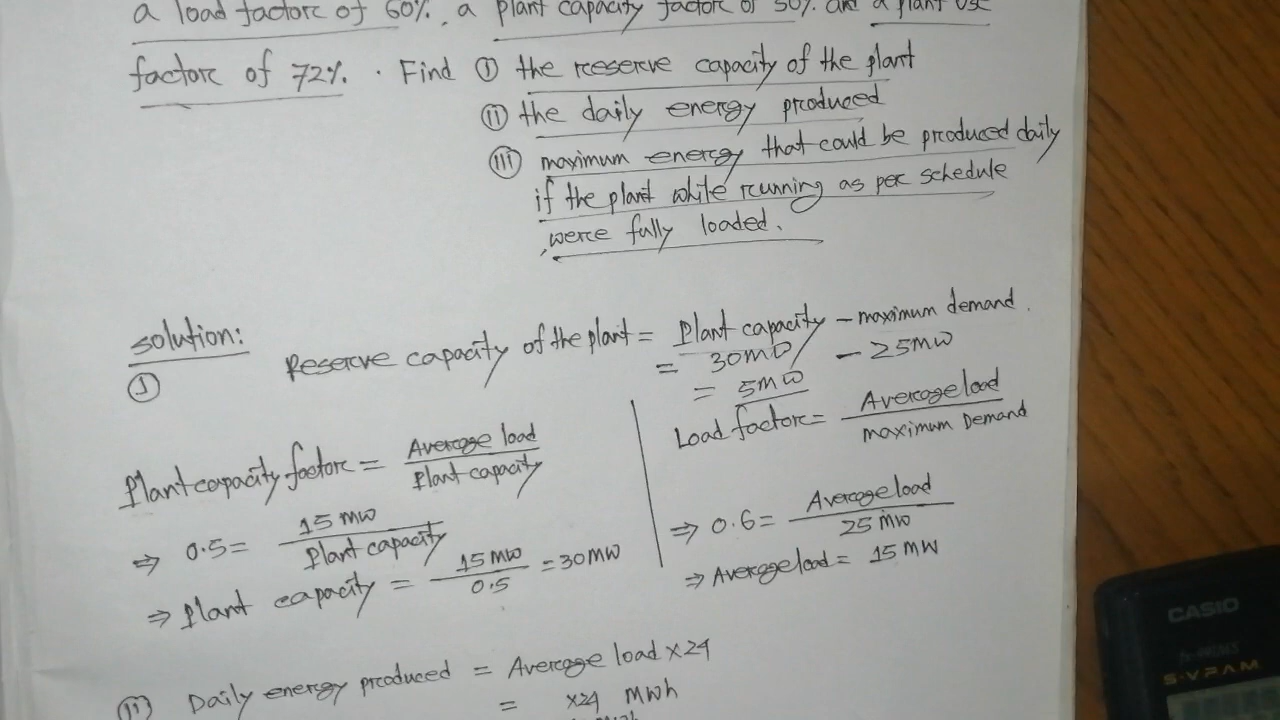 a load factor of 60%, a plant capacity factor of 50% and a plant use
factor of 72%. Find (i) the reserve capacity of the plant
(ii) the daily energy produced
(iii) maximum energy that could be produced daily
if the plant while running as per schedule
were fully loaded.
solution:
(i) Reserve capacity of the plant = Plant capacity - maximum demand.
= 30MW - 25MW
= 5MW
Plant capacity factor = Average load / Plant capacity
⇒ 0.5 = 15 MW / Plant capacity
⇒ Plant capacity = 15 MW / 0.5 = 30 MW
Load factor = Average load / maximum Demand
⇒ 0.6 = Average load / 25 MW
⇒ Average load = 15 MW
(ii) Daily energy produced = Average load × 24
= ×24 MWh
CASIO
S-V.P.A.M.